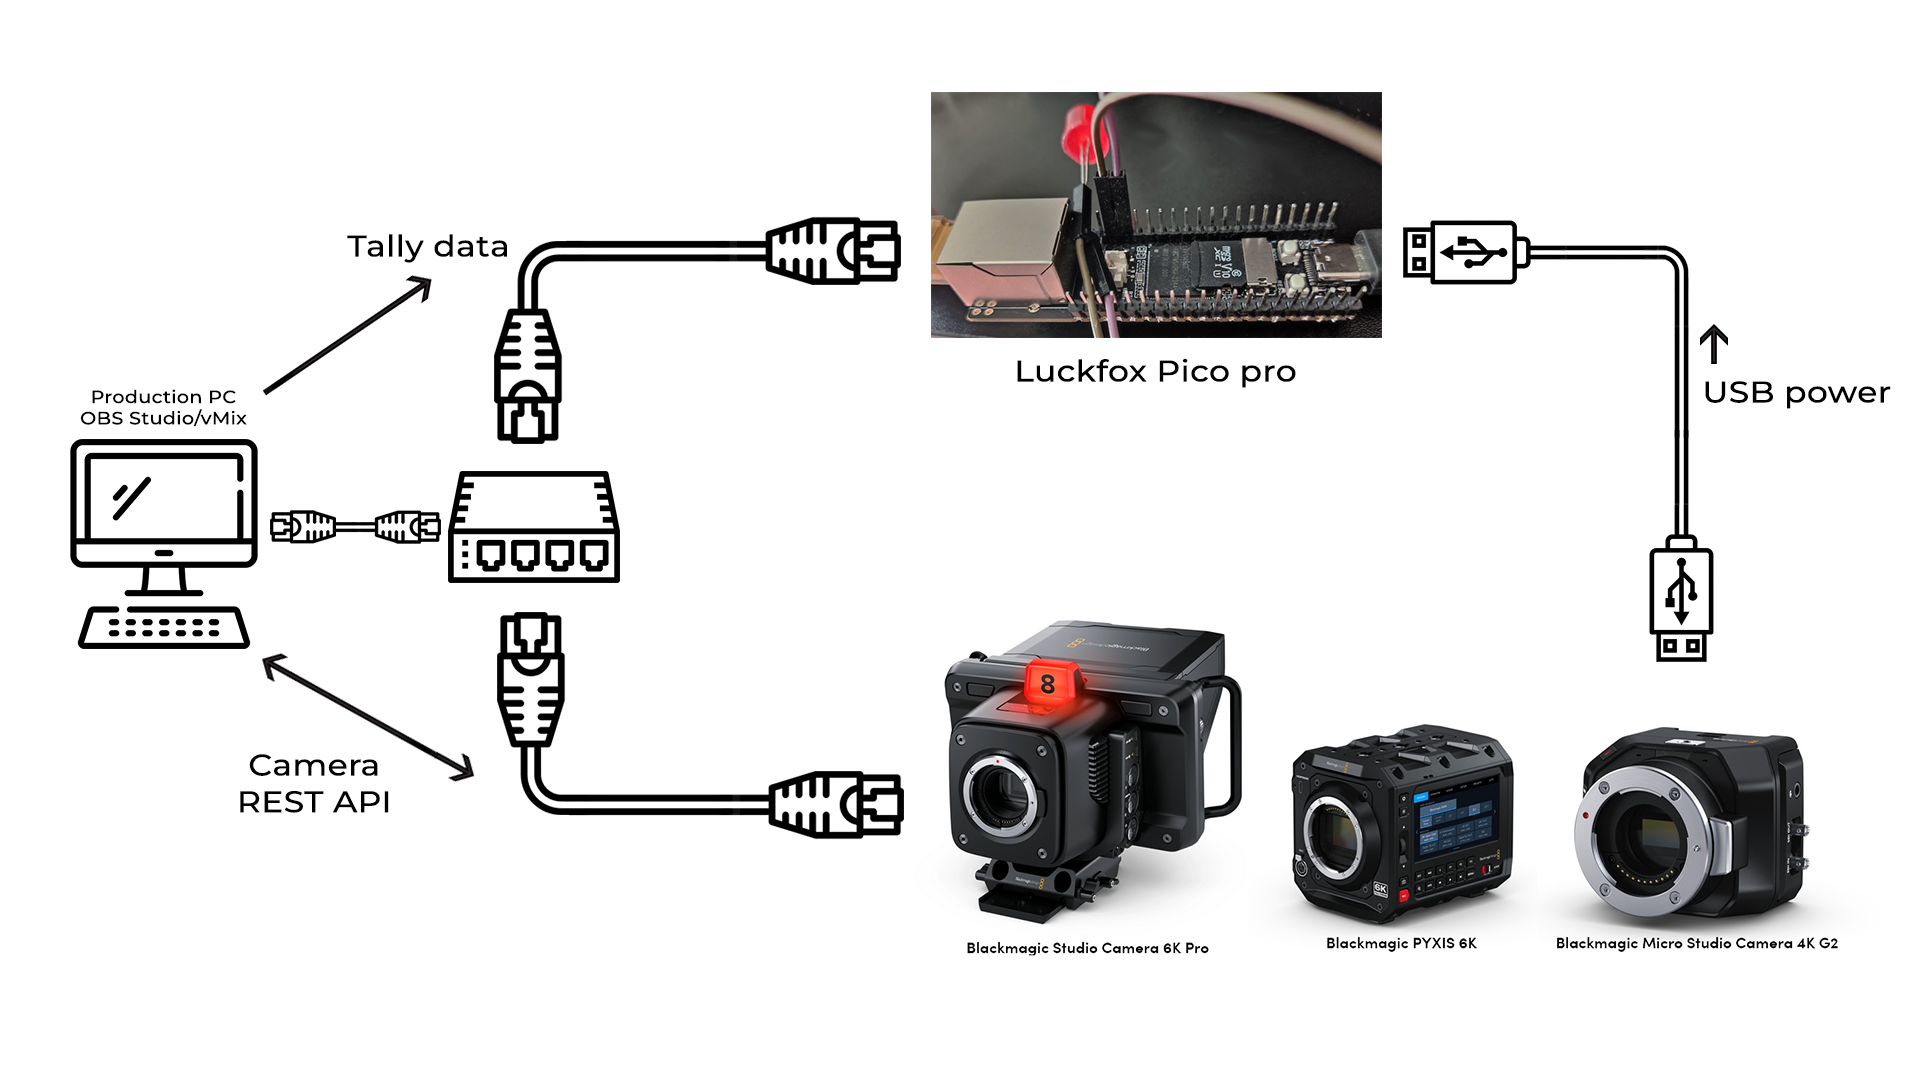 Tally data
Luckfox Pico pro
USB power
Production PC
OBS Studio/vMix
Camera
REST API
8
6K
Blackmagic Studio Camera 6K Pro
Blackmagic PYXIS 6K
Blackmagic Micro Studio Camera 4K G2